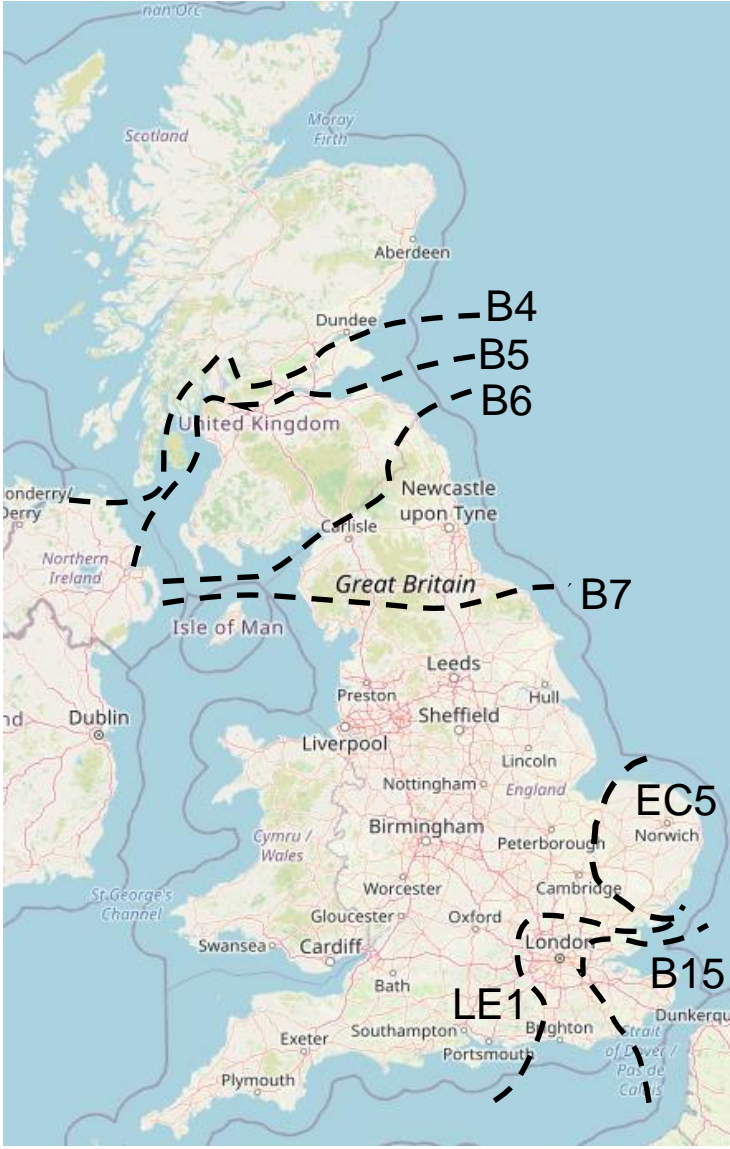 nan Orc
Moray
Firth
Scotland
Aberdeen
B4
Dundee
B5
B6
United Kingdom
Newcastle
upon Tyne
onderry/
Derry
Carlisle
Northern
Ireland
Great Britain
B7
Isle of Man
Leeds
Preston
Hull
nd
Dublin
Sheffield
Liverpool
Lincoln
Nottingham
England
EC5
Birmingham
Norwich
Peterborough
Cymru /
Wales
Worcester
Cambridge
St George's
Channel
Gloucester
Oxford
Swansea
Cardiff
London
B15
Bath
LE1
Dunkerqu
Southampton
Brighton
Strait
of Dover /
Pas de
Calais
Exeter
Portsmouth
Plymouth